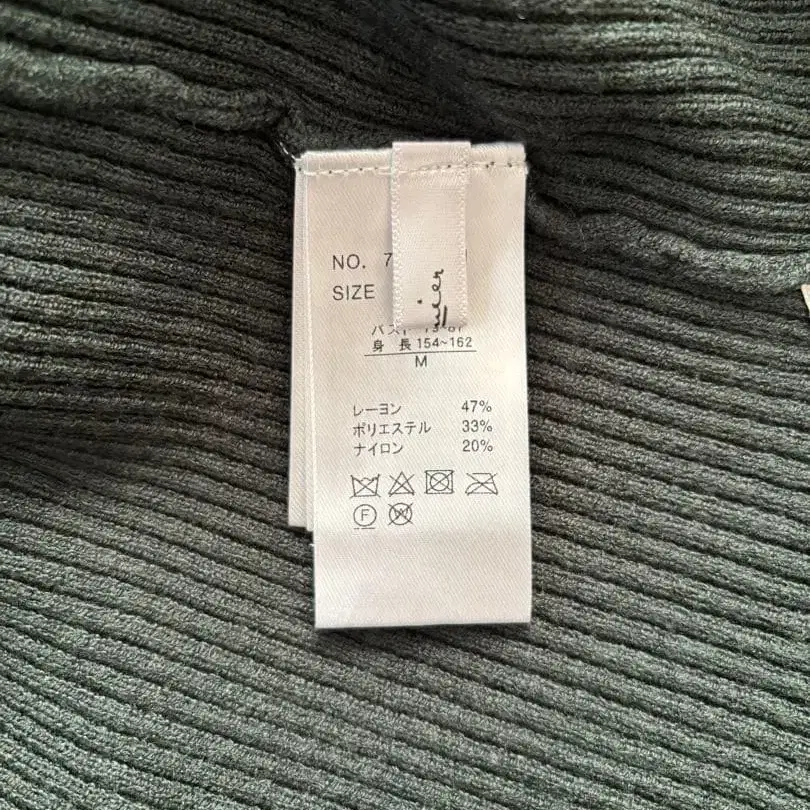 NO. 7
SIZE
身 長 154~162
M
レーヨン 47%
ポリエステル 33%
ナイロン 20%
F
W